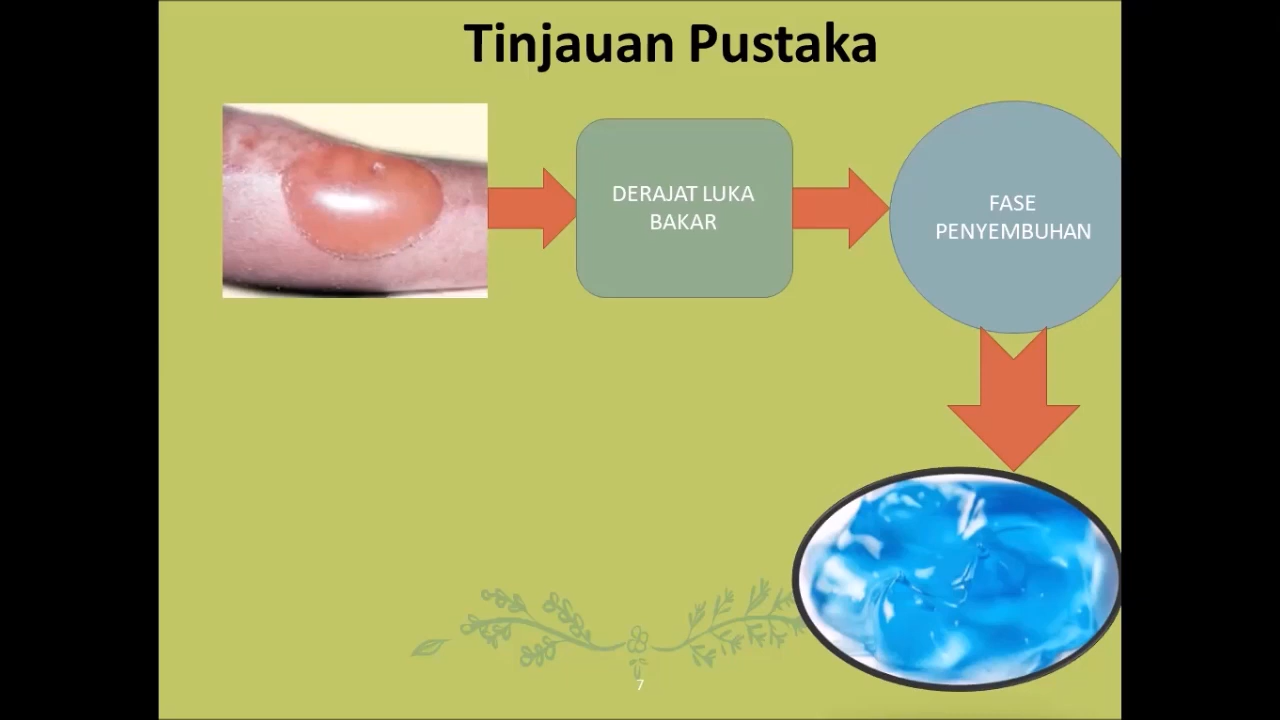 Tinjauan Pustaka
DERAJAT LUKA
BAKAR
FASE
PENYEMBUHAN
7